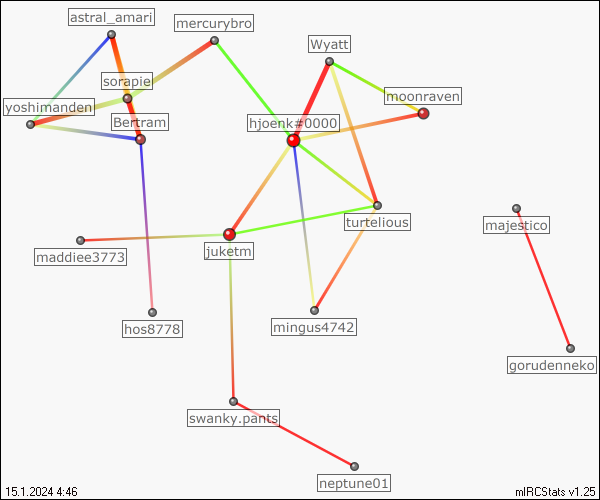 astral_amari
mercurybro
Wyatt
sorapie
moonraven
yoshimanden
Bertram
hjoenk#0000
turtelious
majestico
juketm
maddiee3773
hos8778
mingus4742
gorudenneko
swanky.pants
neptune01
15.1.2024 4:46
mIRCStats v1.25